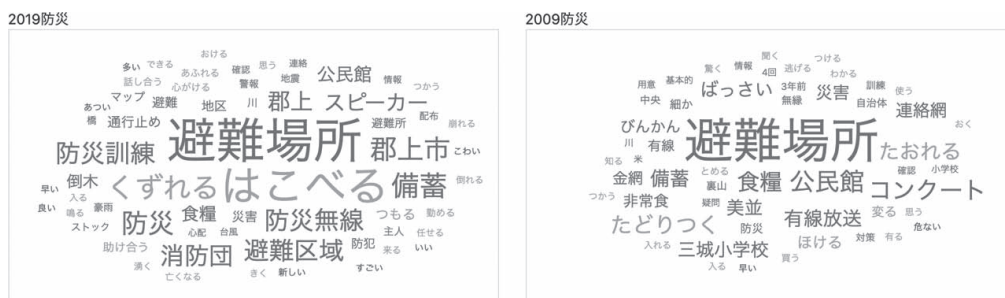 2019防災
おける
多い できる あふれる 確認 思う 連絡
話し合う 心がける 警報 地震 公民館 情報
マップ 避難 地区 川 郡上 スピーカー つかう
あつい 橋 通行止め 避難場所 避難所 配布 崩れる
防災訓練 郡上市 こわい
早い 倒木 くずれる はこべる 備蓄 倒れる
良い 入る 鳴る 豪雨 食糧 災害 防災無線 つもる 勤める
ストック 防災 心配 台風 防犯 主人 任せる
助け合う 消防団 避難区域 来る いい
湧く 亡くなる きく 新しい すごい
2009防災
聞く つける
驚く 情報 4回 逃げる わかる
用意 基本的 ばっさい 3年前 災害 訓練 使う
中央 細か 無縁 自治体 連絡網
びんかん 避難場所 おく
川 有線 たおれる
知る 米 とめる 確認 小学校
金網 備蓄 裏山 食糧 公民館 コンクート
つかう 非常食 疑問 美並 有線放送 変る 思う
たどりつく 防災 危ない
入れる 三城小学校 ほける 対策 有る
入る 早い 買う